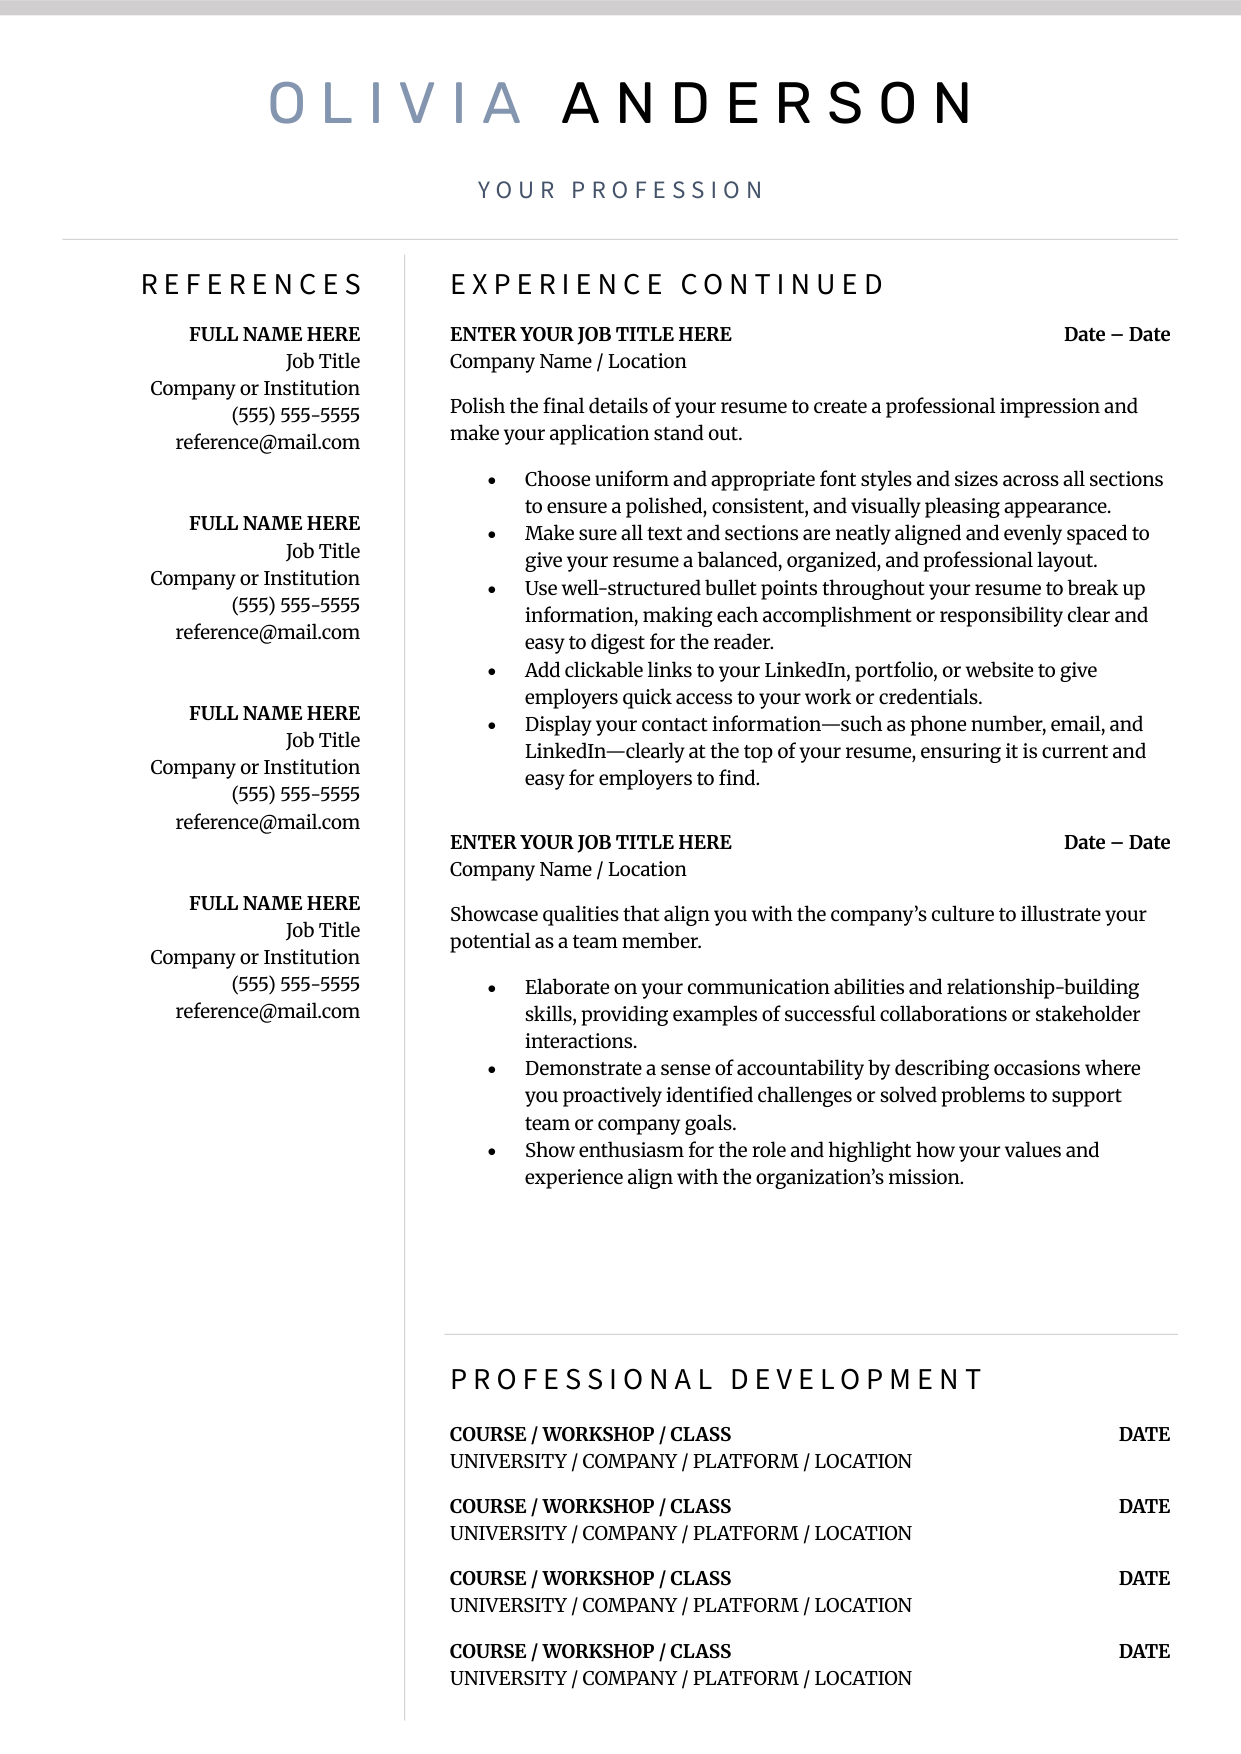 OLIVIA ANDERSON
YOUR PROFESSION
REFERENCES
FULL NAME HERE
Job Title
Company or Institution
(555) 555-5555
reference@mail.com
FULL NAME HERE
Job Title
Company or Institution
(555) 555-5555
reference@mail.com
FULL NAME HERE
Job Title
Company or Institution
(555) 555-5555
reference@mail.com
FULL NAME HERE
Job Title
Company or Institution
(555) 555-5555
reference@mail.com
EXPERIENCE CONTINUED
ENTER YOUR JOB TITLE HERE Date – Date
Company Name / Location
Polish the final details of your resume to create a professional impression and
make your application stand out.
• Choose uniform and appropriate font styles and sizes across all sections
to ensure a polished, consistent, and visually pleasing appearance.
• Make sure all text and sections are neatly aligned and evenly spaced to
give your resume a balanced, organized, and professional layout.
• Use well-structured bullet points throughout your resume to break up
information, making each accomplishment or responsibility clear and
easy to digest for the reader.
• Add clickable links to your LinkedIn, portfolio, or website to give
employers quick access to your work or credentials.
• Display your contact information—such as phone number, email, and
LinkedIn—clearly at the top of your resume, ensuring it is current and
easy for employers to find.
ENTER YOUR JOB TITLE HERE Date – Date
Company Name / Location
Showcase qualities that align you with the company’s culture to illustrate your
potential as a team member.
• Elaborate on your communication abilities and relationship-building
skills, providing examples of successful collaborations or stakeholder
interactions.
• Demonstrate a sense of accountability by describing occasions where
you proactively identified challenges or solved problems to support
team or company goals.
• Show enthusiasm for the role and highlight how your values and
experience align with the organization’s mission.
PROFESSIONAL DEVELOPMENT
COURSE / WORKSHOP / CLASS DATE
UNIVERSITY / COMPANY / PLATFORM / LOCATION
COURSE / WORKSHOP / CLASS DATE
UNIVERSITY / COMPANY / PLATFORM / LOCATION
COURSE / WORKSHOP / CLASS DATE
UNIVERSITY / COMPANY / PLATFORM / LOCATION
COURSE / WORKSHOP / CLASS DATE
UNIVERSITY / COMPANY / PLATFORM / LOCATION